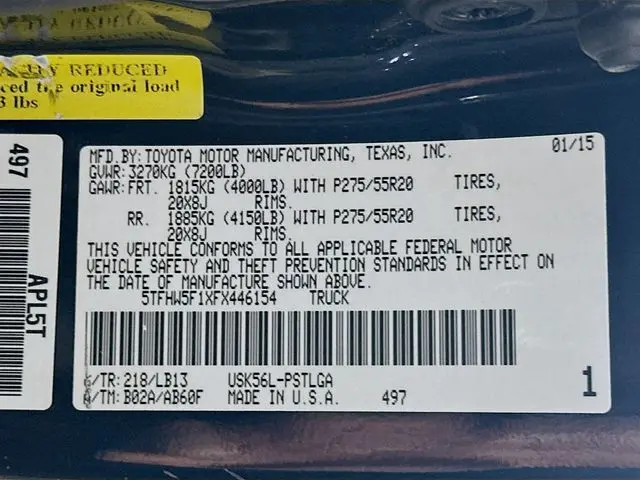 REDUCED
ced the original load
3 lbs
497
APL5T
MFD.BY: TOYOTA MOTOR MANUFACTURING, TEXAS, INC. 01/15
GVWR: 3270KG (7200LB)
GAWR: FRT. 1815KG (4000LB) WITH P275/55R20 TIRES,
20X8J RIMS.
RR. 1885KG (4150LB) WITH P275/55R20 TIRES,
20X8J RIMS.
THIS VEHICLE CONFORMS TO ALL APPLICABLE FEDERAL MOTOR
VEHICLE SAFETY AND THEFT PREVENTION STANDARDS IN EFFECT ON
THE DATE OF MANUFACTURE SHOWN ABOVE.
5TFHW5F1XFX446154 TRUCK
C/TR: 218/LB13 USK56L-PSTLGA
A/TM: B02A/AB60F MADE IN U.S.A. 497 1